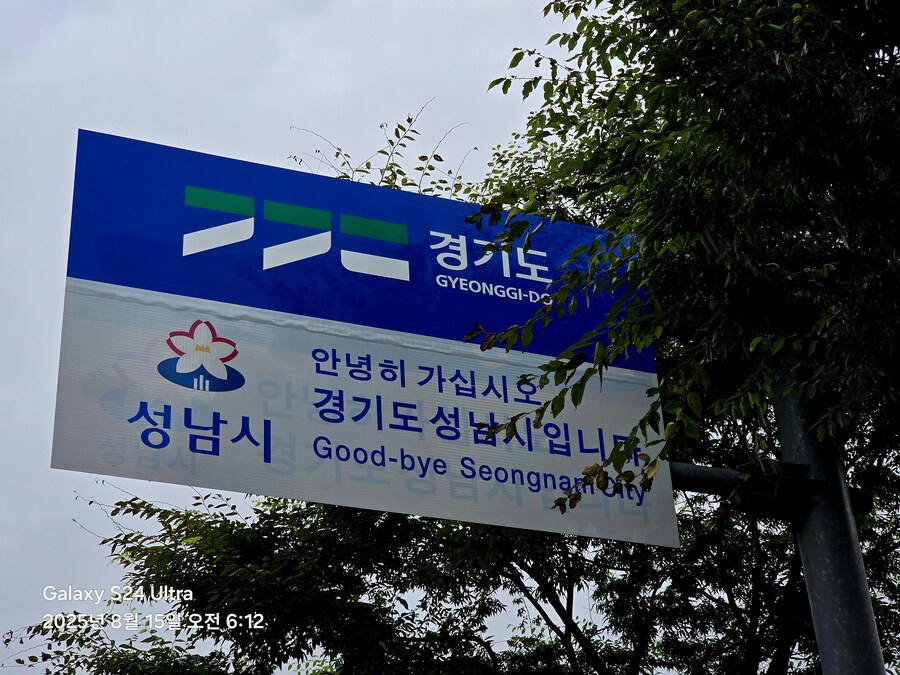 경기도
GYEONGGI-DO
성남시
안녕히 가십시오
경기도 성남시입니다
Good-bye Seongnam City
Galaxy S24 Ultra
2025년 8월 15일 오전 6:12